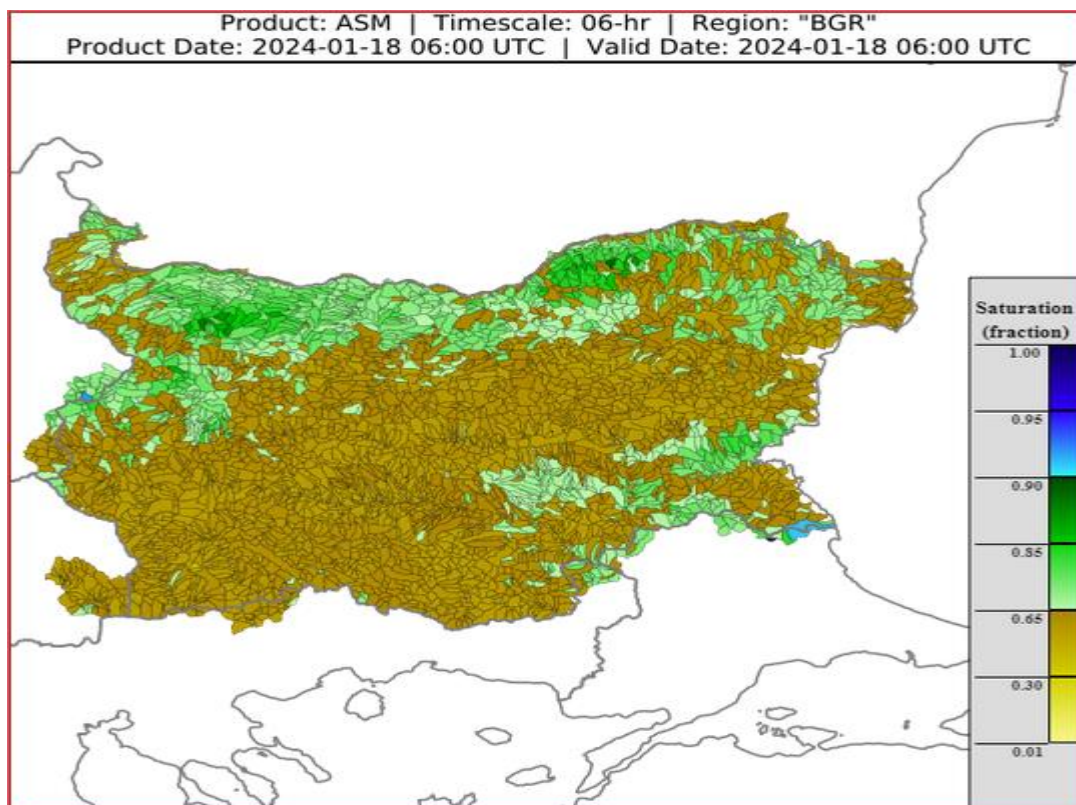 Product: ASM | Timescale: 06-hr | Region: "BGR"
Product Date: 2024-01-18 06:00 UTC | Valid Date: 2024-01-18 06:00 UTC
Saturation
(fraction)
1.00
0.95
0.90
0.85
0.65
0.30
0.01